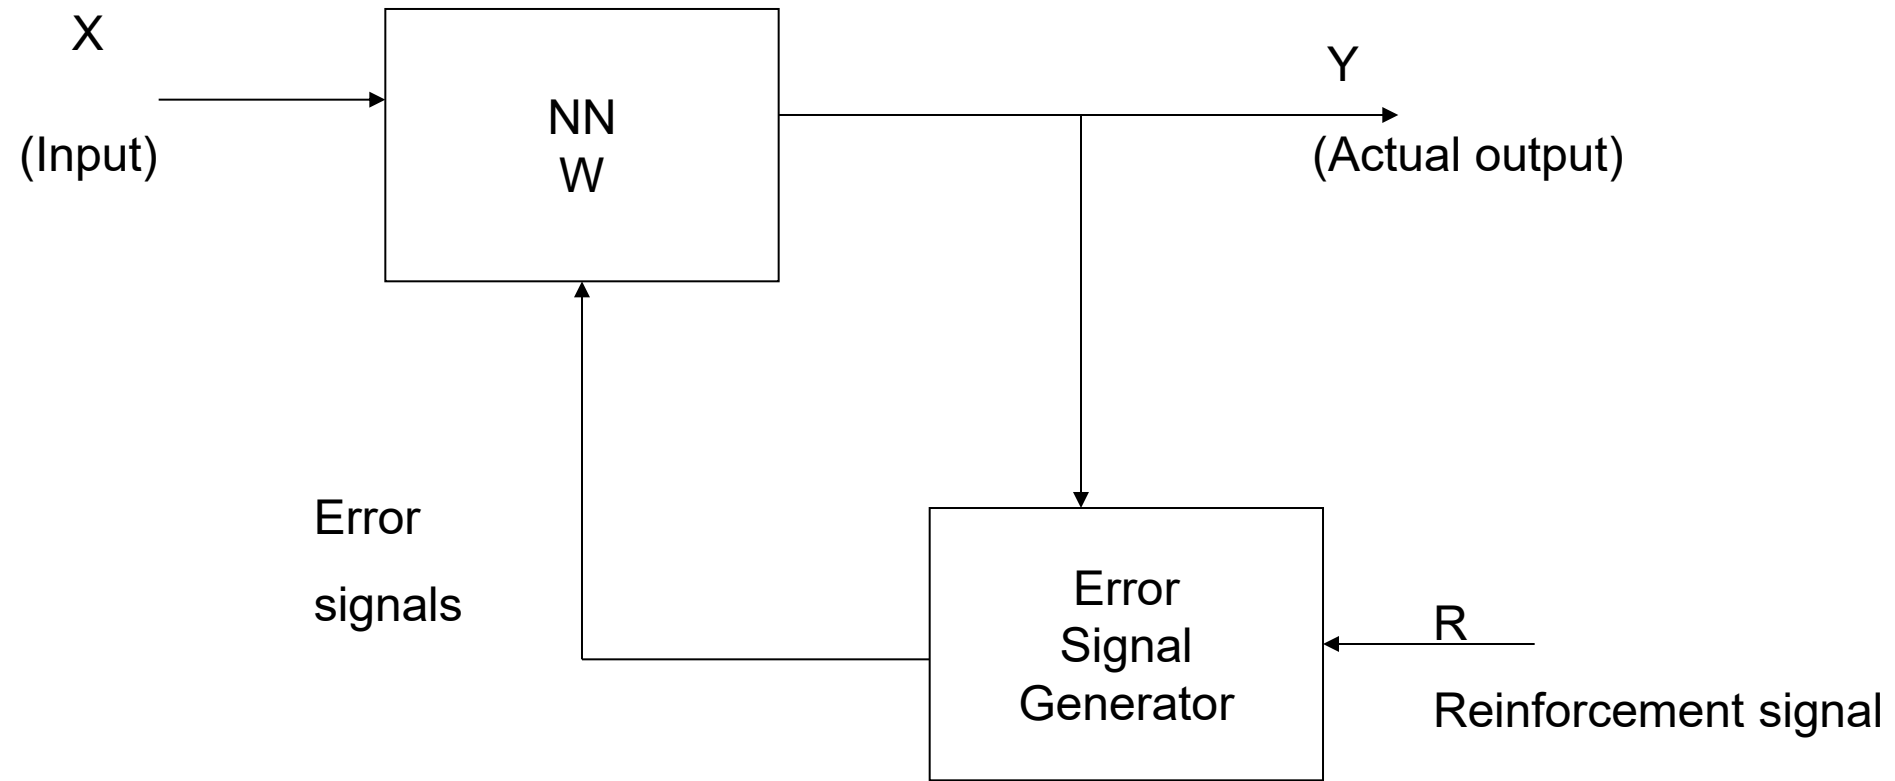 X
(Input)
NN
W
Y
(Actual output)
Error
signals
Error
Signal
Generator
R
Reinforcement signal